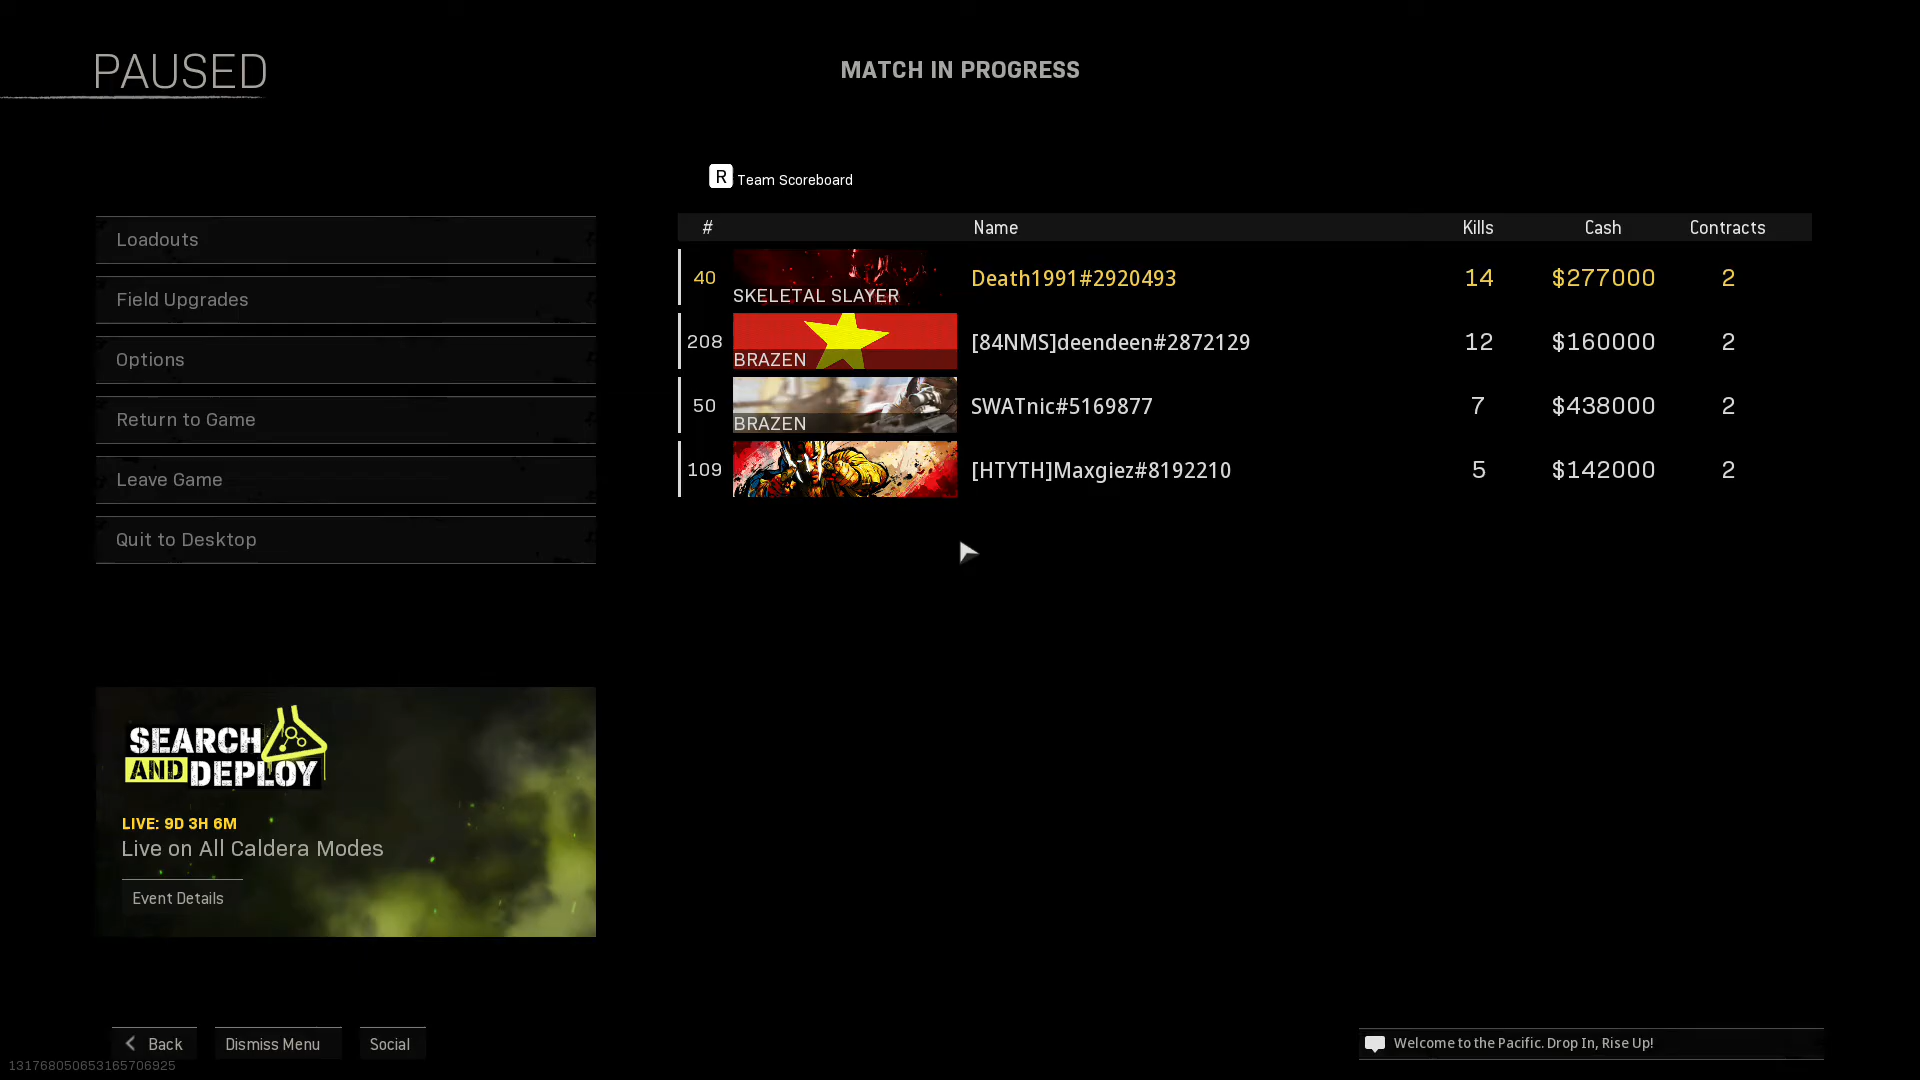 PAUSED
MATCH IN PROGRESS
R Team Scoreboard
# Name Kills Cash Contracts
40 SKELETAL SLAYER Death1991#2920493 14 $277000 2
208 BRAZEN [84NMS]deendeen#2872129 12 $160000 2
50 BRAZEN SWATnic#5169877 7 $438000 2
109 [HTYTH]Maxgiez#8192210 5 $142000 2
Loadouts
Field Upgrades
Options
Return to Game
Leave Game
Quit to Desktop
SEARCH
AND DEPLOY
LIVE: 9D 3H 6M
Live on All Caldera Modes
Event Details
Back Dismiss Menu Social
Welcome to the Pacific. Drop In, Rise Up!
131768050653165706925